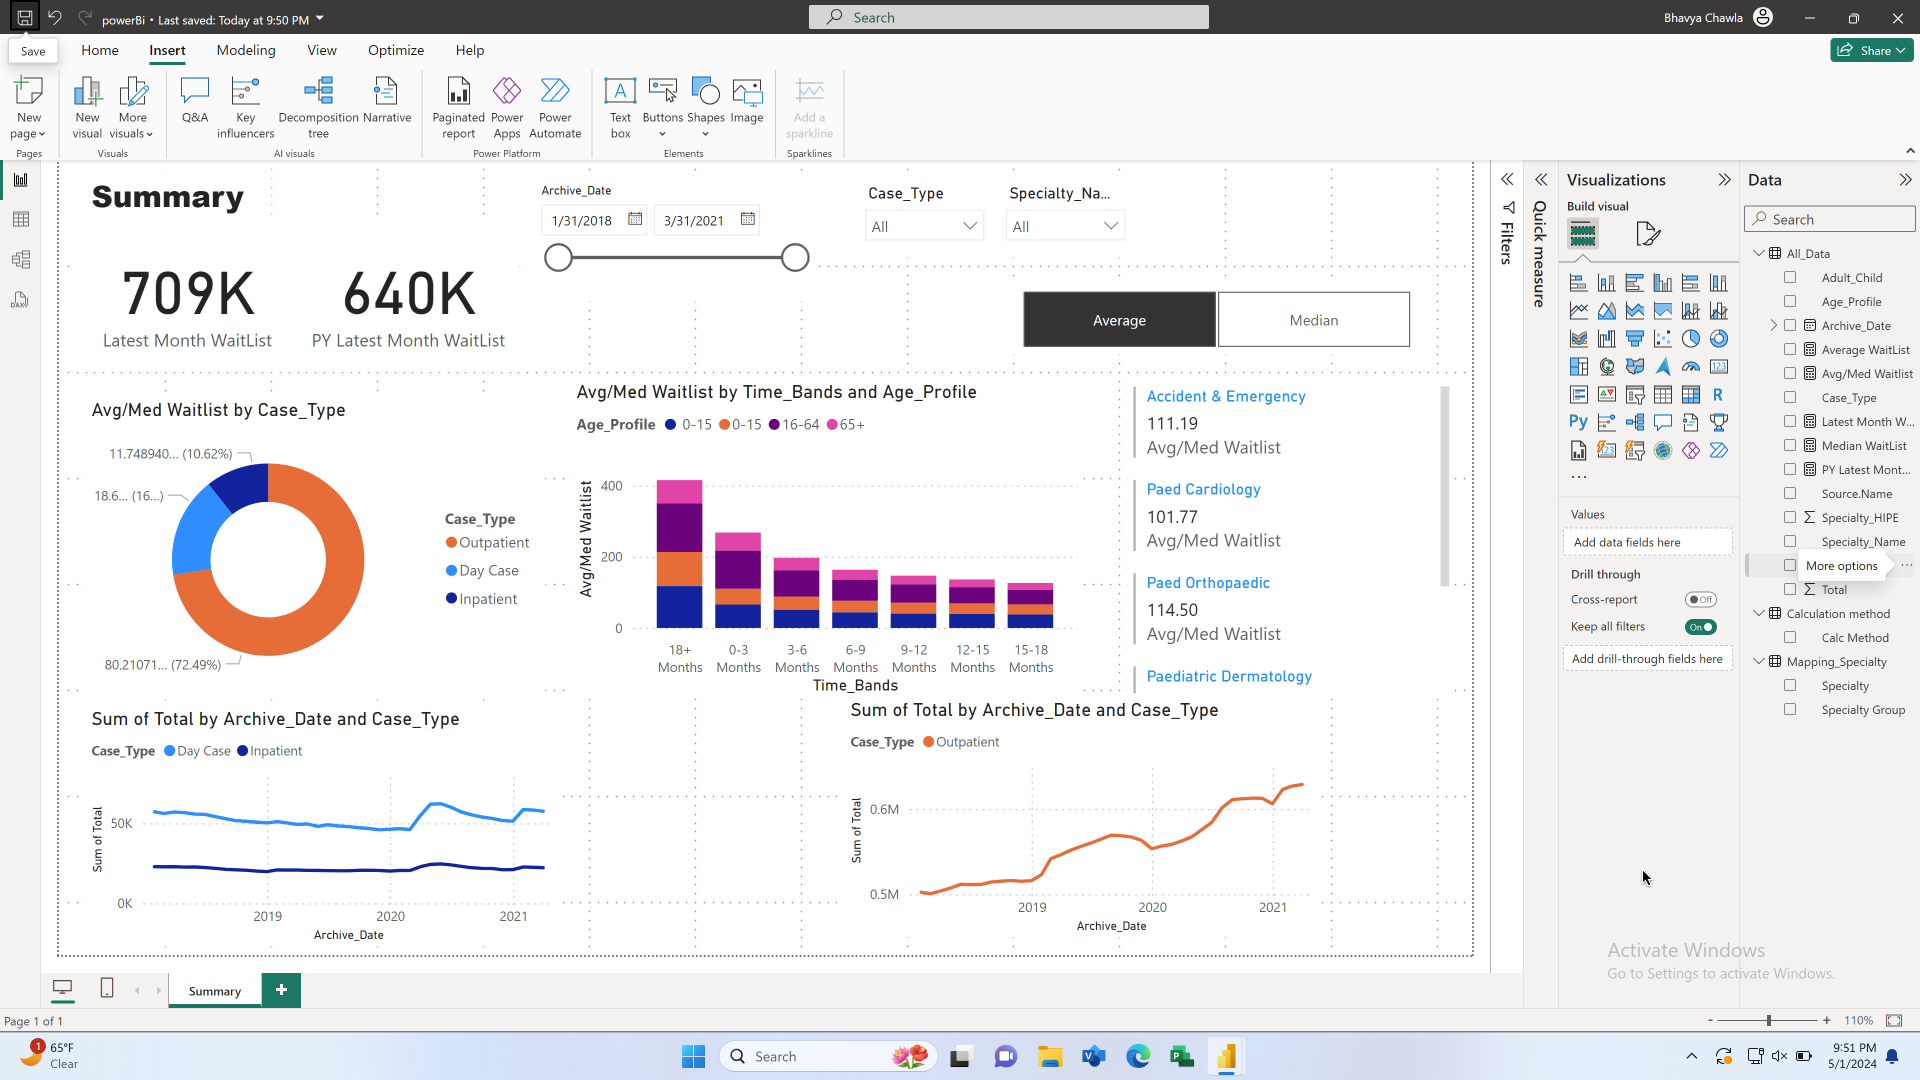 powerBi • Last saved: Today at 9:50 PM
Search
Bhavya Chawla
Save
Home
Insert
Modeling
View
Optimize
Help
Share
New page
New visual
More visuals
Q&A
Key influencers
Decomposition tree
Narrative
Paginated report
Power Apps
Power Automate
Text box
Buttons
Shapes
Image
Add a sparkline
Pages
Visuals
AI visuals
Power Platform
Elements
Sparklines
Summary
Archive_Date
1/31/2018
3/31/2021
Case_Type
All
Specialty_Na...
All
709K
Latest Month WaitList
640K
PY Latest Month WaitList
Average
Median
Avg/Med Waitlist by Case_Type
11.748940... (10.62%)
18.6... (16...)
80.21071... (72.49%)
Case_Type
Outpatient
Day Case
Inpatient
Avg/Med Waitlist by Time_Bands and Age_Profile
Age_Profile
0-15
0-15
16-64
65+
Avg/Med Waitlist
400
200
0
18+ Months
0-3 Months
3-6 Months
6-9 Months
9-12 Months
12-15 Months
15-18 Months
Time_Bands
Accident & Emergency
111.19
Avg/Med Waitlist
Paed Cardiology
101.77
Avg/Med Waitlist
Paed Orthopaedic
114.50
Avg/Med Waitlist
Paediatric Dermatology
Sum of Total by Archive_Date and Case_Type
Case_Type
Day Case
Inpatient
Sum of Total
50K
0K
2019
2020
2021
Archive_Date
Sum of Total by Archive_Date and Case_Type
Case_Type
Outpatient
Sum of Total
0.6M
0.5M
2019
2020
2021
Archive_Date
Filters
Quick measure
Visualizations
Build visual
123
R
Py
123
Values
Add data fields here
Drill through
Cross-report
Off
Keep all filters
On
Add drill-through fields here
Data
Search
All_Data
Adult_Child
Age_Profile
Archive_Date
Average WaitList
Avg/Med Waitlist
Case_Type
Latest Month W...
Median WaitList
PY Latest Mont...
Source.Name
Specialty_HIPE
Specialty_Name
More options
Total
Calculation method
Calc Method
Mapping_Specialty
Specialty
Specialty Group
Activate Windows
Go to Settings to activate Windows.
Summary
Page 1 of 1
110%
1
65°F
Clear
Search
9:51 PM
5/1/2024